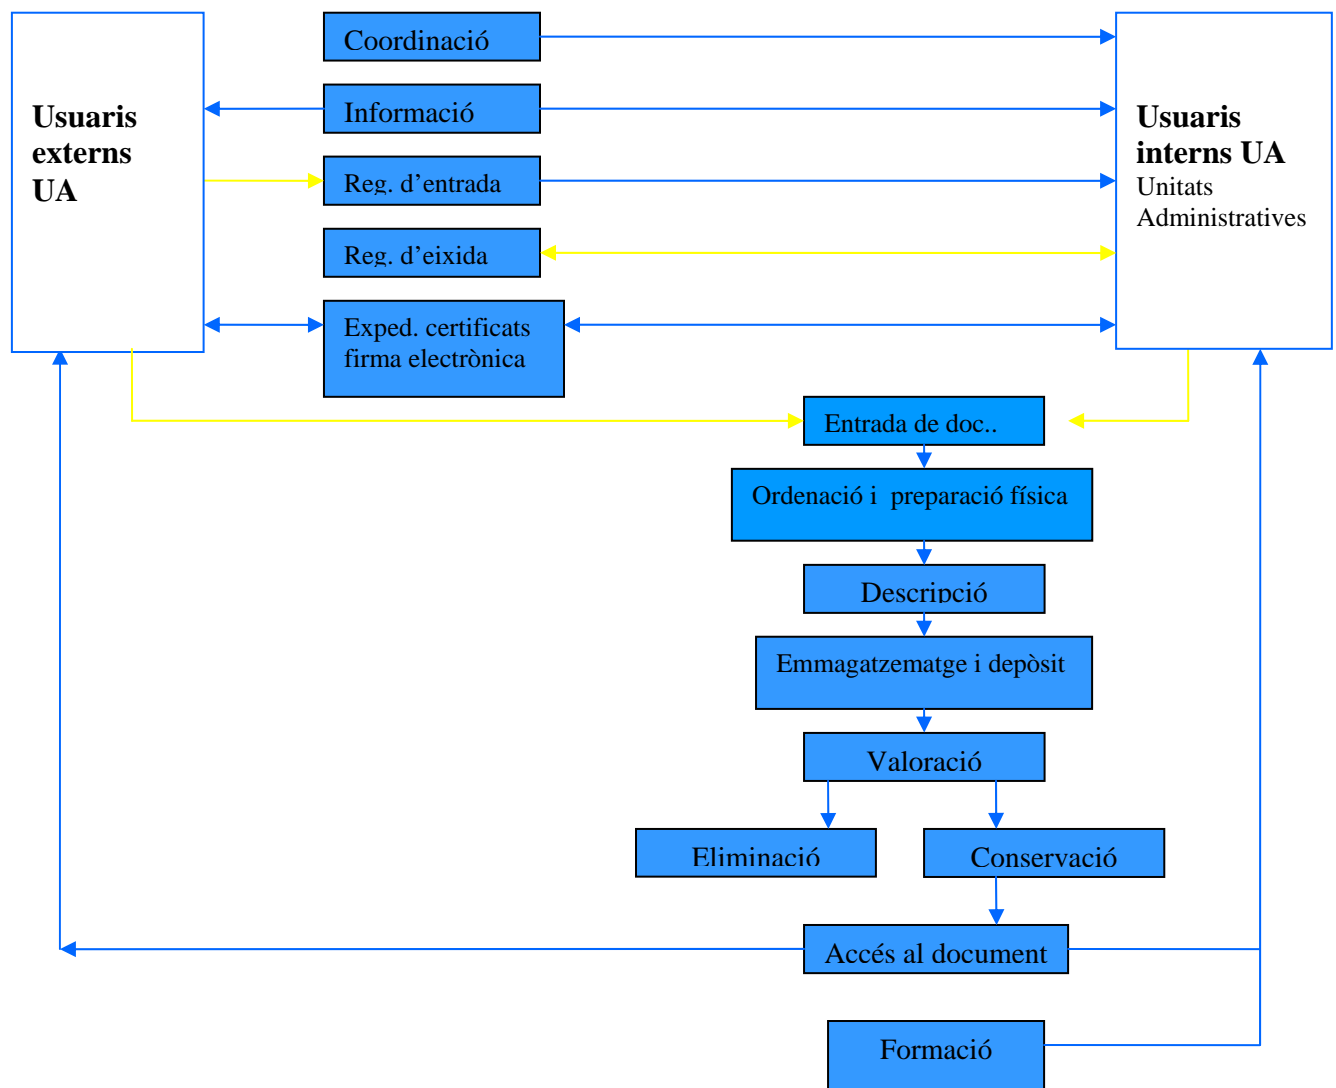 Usuaris
externs
UA
Coordinació
Informació
Reg. d’entrada
Reg. d’eixida
Exped. certificats
firma electrònica
Usuaris
interns UA
Unitats
Administratives
Entrada de doc..
Ordenació i  preparació física
Descripció
Emmagatzematge i depòsit
Valoració
Eliminació
Conservació
Accés al document
Formació